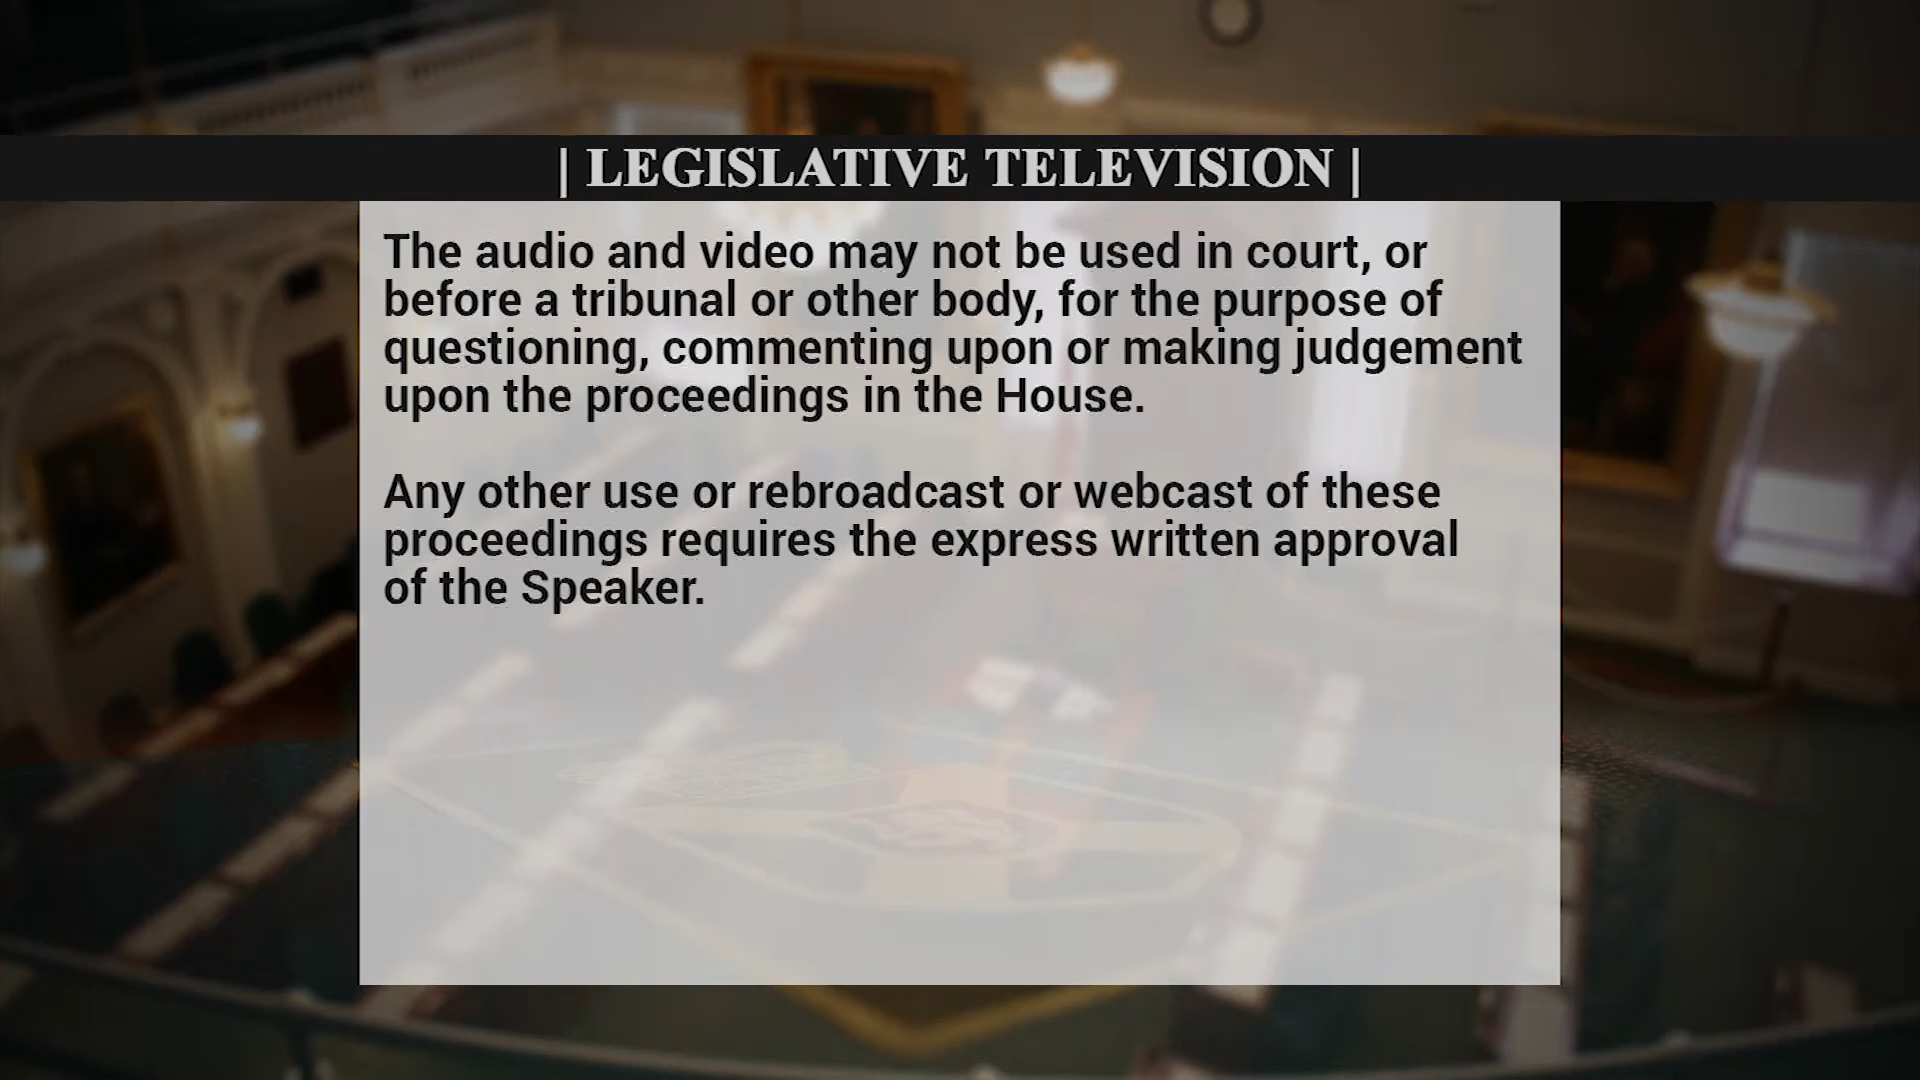 | LEGISLATIVE TELEVISION |
The audio and video may not be used in court, or
before a tribunal or other body, for the purpose of
questioning, commenting upon or making judgement
upon the proceedings in the House.
Any other use or rebroadcast or webcast of these
proceedings requires the express written approval
of the Speaker.